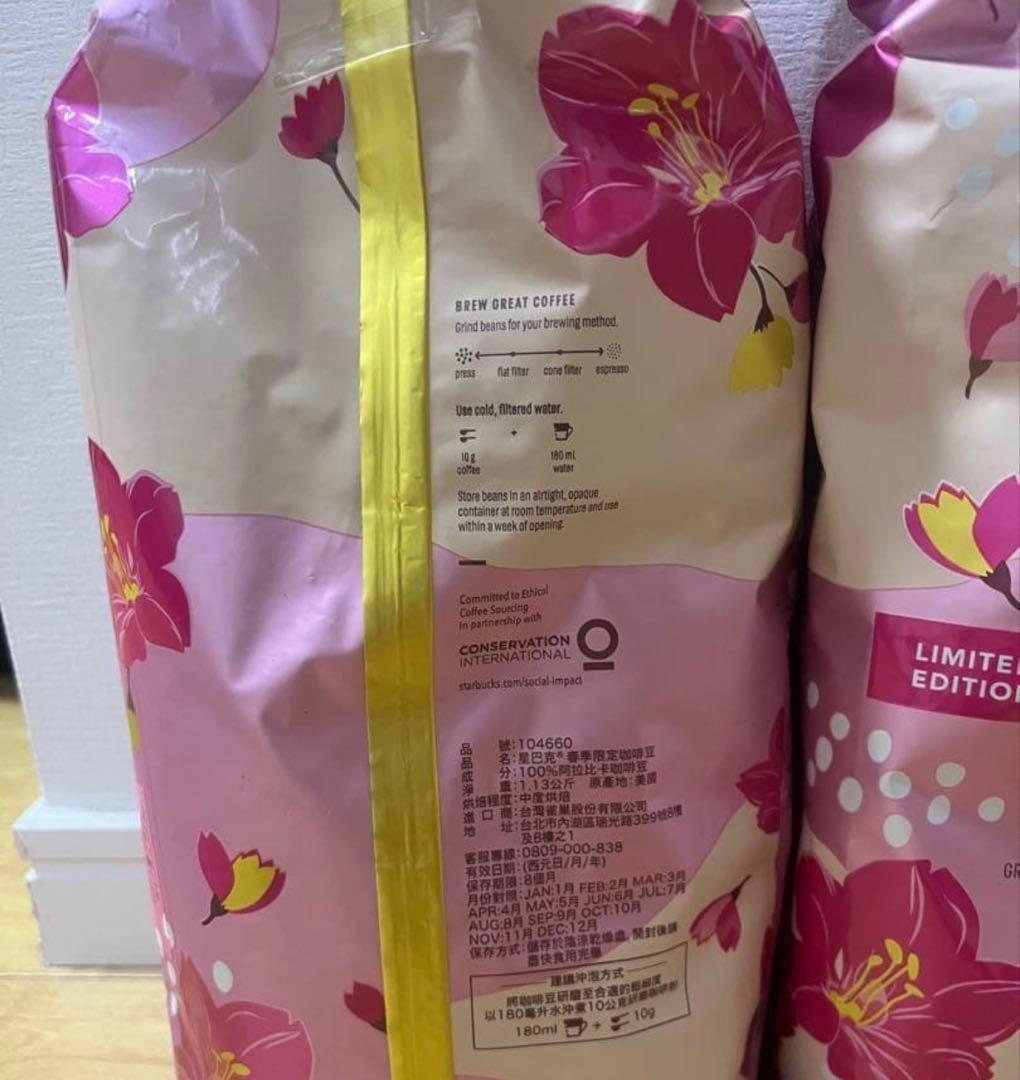 BREW GREAT COFFEE
Grind beans for your brewing method.
press flat filter cone filter espresso
Use cold, filtered water.
+
10 g 180 ml
coffee water
Store beans in an airtight, opaque
container at room temperature and use
within a week of opening.
Committed to Ethical
Coffee Sourcing
in partnership with
CONSERVATION
INTERNATIONAL
starbucks.com/social-impact
品號:104660
品名:星巴克® 春季限定咖啡豆
成分:100%阿拉比卡咖啡豆
淨重:1.13公斤 原產地:美國
烘焙程度:中度烘焙
進口商:台灣雀巢股份有限公司
地址:台北市內湖區瑞光路399號8樓
及8樓之1
客服專線:0809-000-838
有效日期:(西元日/月/年)
保存期限:8個月
月份對照:JAN:1月 FEB:2月 MAR:3月
APR:4月 MAY:5月 JUN:6月 JUL:7月
AUG:8月 SEP:9月 OCT:10月
NOV:11月 DEC:12月
保存方式:儲存於陰涼乾燥處,開封後請
盡快食用完畢
建議沖泡方式
將咖啡豆研磨至合適的粗細度
以180毫升水沖煮10公克研磨咖啡粉
180ml + 10g
LIMITE
EDITIO
GR